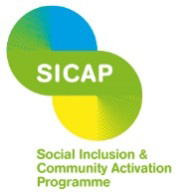 SICAP
Social Inclusion &
Community Activation
Programme